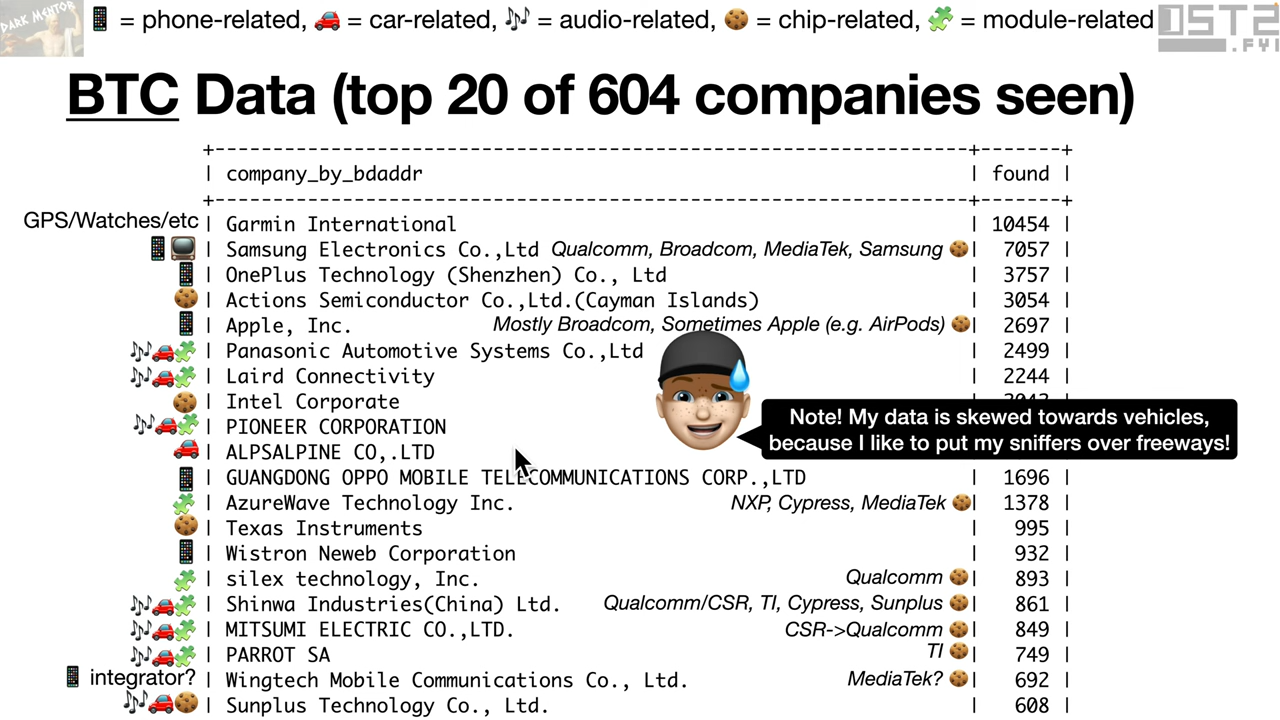 DARK MENTOR
= phone-related, = car-related, = audio-related, = chip-related, = module-related
OST2
.FYI
BTC Data (top 20 of 604 companies seen)
+---------------------------------------------------------------+-------+
| company_by_bdaddr | found |
+---------------------------------------------------------------+-------+
GPS/Watches/etc | Garmin International | 10454 |
| Samsung Electronics Co.,Ltd Qualcomm, Broadcom, MediaTek, Samsung | 7057 |
| OnePlus Technology (Shenzhen) Co., Ltd | 3757 |
| Actions Semiconductor Co.,Ltd.(Cayman Islands) | 3054 |
| Apple, Inc. Mostly Broadcom, Sometimes Apple (e.g. AirPods) | 2697 |
| Panasonic Automotive Systems Co.,Ltd | 2499 |
| Laird Connectivity | 2244 |
| Intel Corporate
| PIONEER CORPORATION
| ALPSALPINE CO,.LTD
Note! My data is skewed towards vehicles,
because I like to put my sniffers over freeways!
| GUANGDONG OPPO MOBILE TELECOMMUNICATIONS CORP.,LTD | 1696 |
| AzureWave Technology Inc. NXP, Cypress, MediaTek | 1378 |
| Texas Instruments | 995 |
| Wistron Neweb Corporation | 932 |
| silex technology, Inc. Qualcomm | 893 |
| Shinwa Industries(China) Ltd. Qualcomm/CSR, TI, Cypress, Sunplus | 861 |
| MITSUMI ELECTRIC CO.,LTD. CSR->Qualcomm | 849 |
| PARROT SA TI | 749 |
integrator? | Wingtech Mobile Communications Co., Ltd. MediaTek? | 692 |
| Sunplus Technology Co., Ltd. | 608 |